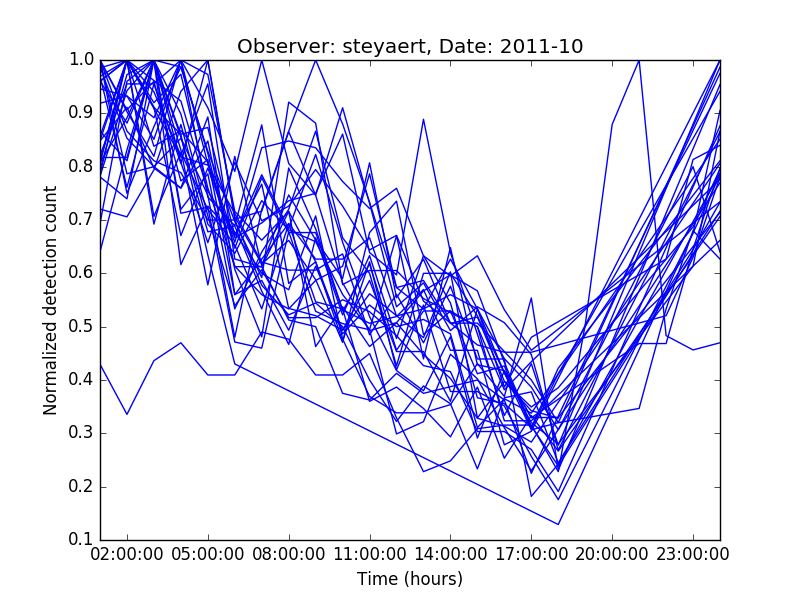 Observer: steyaert, Date: 2011-10
1.0
0.9
0.8
0.7
0.6
0.5
0.4
0.3
0.2
0.1
Normalized detection count
02:00:00 05:00:00 08:00:00 11:00:00 14:00:00 17:00:00 20:00:00 23:00:00
Time (hours)